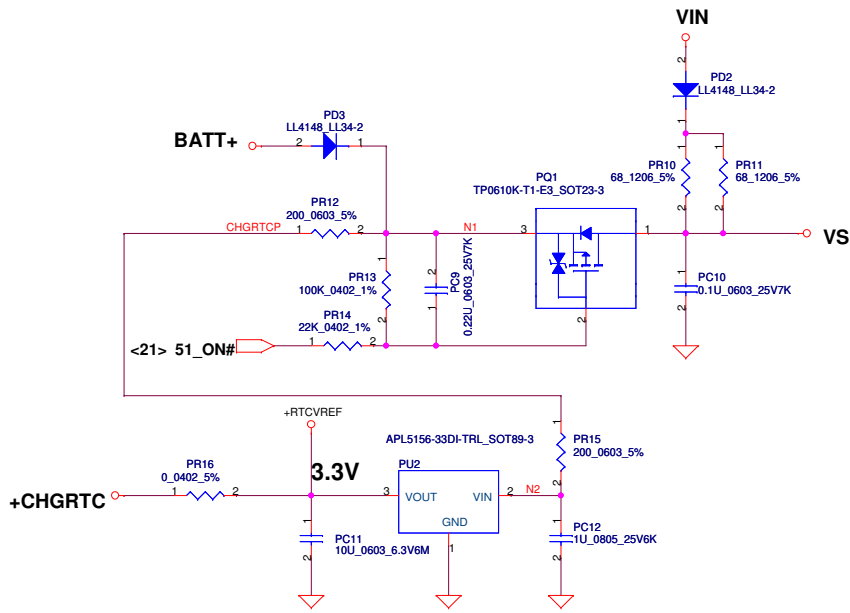 VIN
2
PD2
LL4148_LL34-2
1
PD3
LL4148_LL34-2
BATT+
2
1
1
1
PR10
68_1206_5%
PR11
68_1206_5%
2
2
PQ1
TP0610K-T1-E3_SOT23-3
PR12
200_0603_5%
CHGRTCP
1
2
N1
3
1
VS
1
PR13
100K_0402_1%
2
2
PC9
0.22U_0603_25V7K
1
1
PC10
0.1U_0603_25V7K
2
PR14
22K_0402_1%
2
<21> 51_ON#
1
2
+RTCVREF
APL5156-33DI-TRL_SOT89-3
1
PR15
200_0603_5%
2
PR16
0_0402_5%
3.3V
PU2
+CHGRTC
1
2
3
VOUT
VIN
2
N2
GND
1
PC11
10U_0603_6.3V6M
2
1
1
PC12
1U_0805_25V6K
2